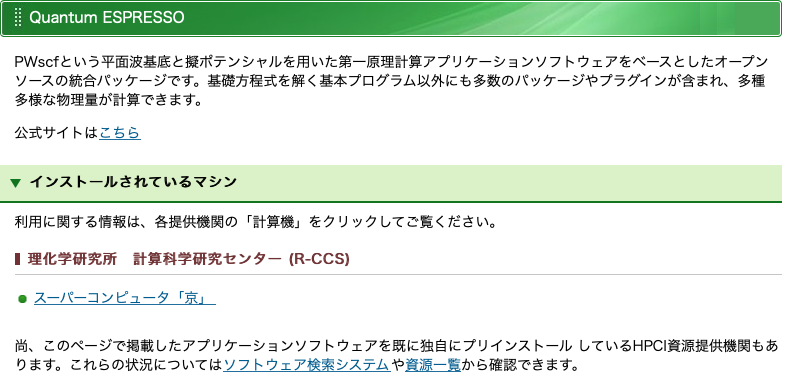 Quantum ESPRESSO
PWscfという平面波基底と擬ポテンシャルを用いた第一原理計算アプリケーションソフトウェアをベースとしたオープン
ソースの統合パッケージです。基礎方程式を解く基本プログラム以外にも多数のパッケージやプラグインが含まれ、多種
多様な物理量が計算できます。
公式サイトはこちら
インストールされているマシン
利用に関する情報は、各提供機関の「計算機」をクリックしてご覧ください。
理化学研究所　計算科学研究センター (R-CCS)
スーパーコンピュータ「京」
尚、このページで掲載したアプリケーションソフトウェアを既に独自にプリインストール しているHPCI資源提供機関もあ
ります。これらの状況についてはソフトウェア検索システムや資源一覧から確認できます。